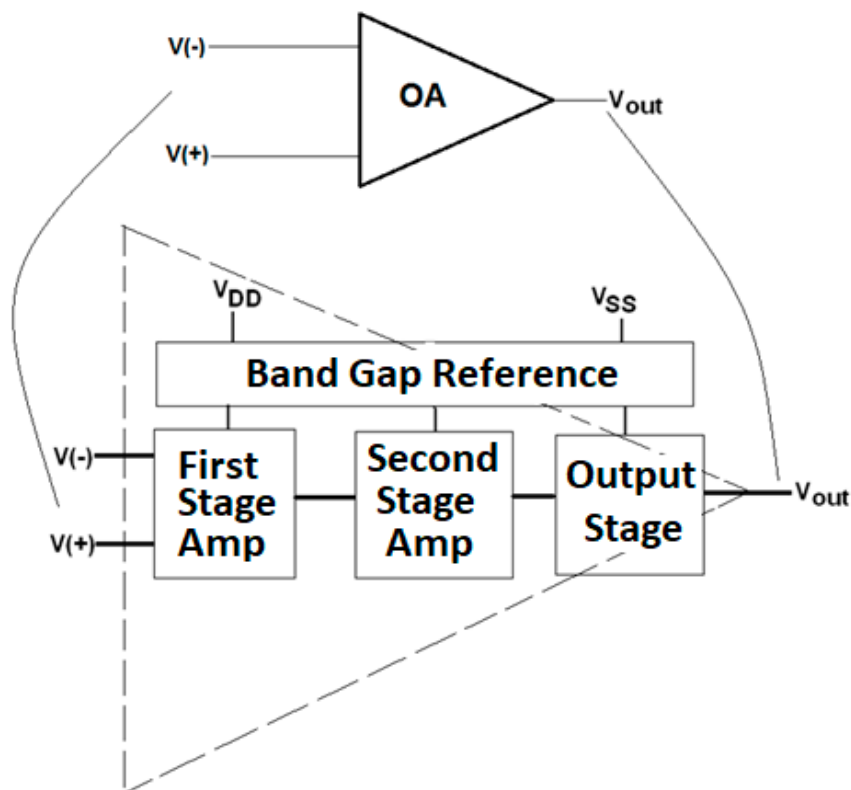 V(-)
OA
Vout
V(+)
VDD
VSS
Band Gap Reference
V(-)
V(+)
First
Stage
Amp
Second
Stage
Amp
Output
Stage
Vout